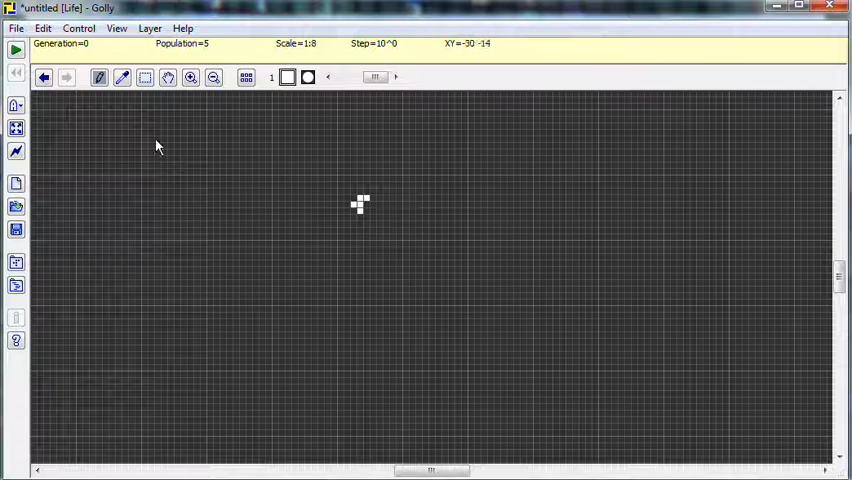 *untitled [Life] - Golly
File Edit Control View Layer Help
Generation=0 Population=5 Scale=1:8 Step=10^0 XY=-30 -14
1